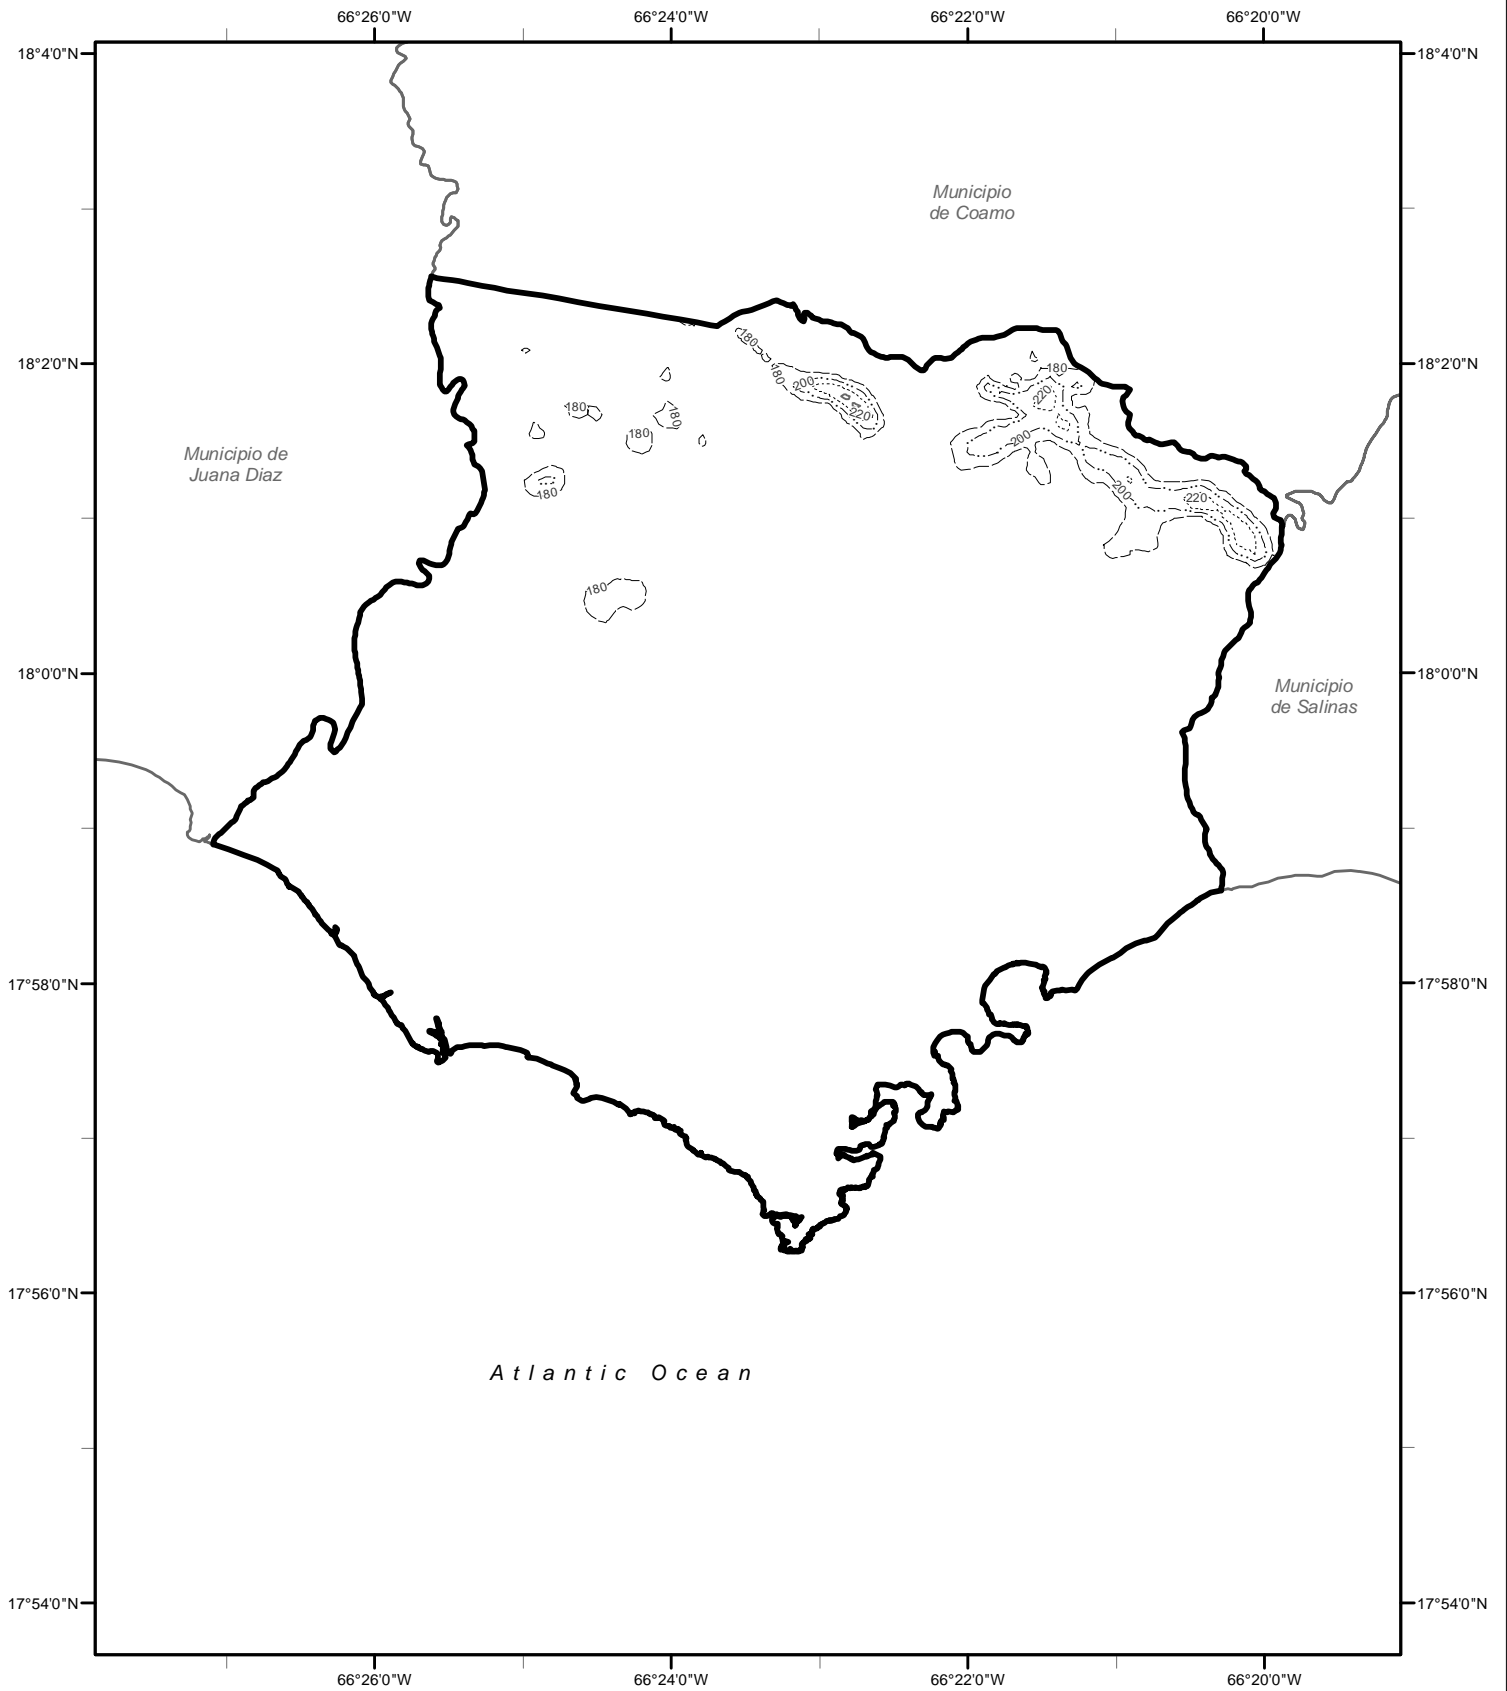 66°26'0"W
66°24'0"W
66°22'0"W
66°20'0"W
18°4'0"N
18°4'0"N
Municipio
de Coamo
180
18°2'0"N
18°2'0"N
180
180
200
220
180
220
180
180
180
200
Municipio de
Juana Diaz
180
200
220
180
18°0'0"N
18°0'0"N
Municipio
de Salinas
17°58'0"N
17°58'0"N
17°56'0"N
17°56'0"N
Atlantic Ocean
17°54'0"N
17°54'0"N
66°26'0"W
66°24'0"W
66°22'0"W
66°20'0"W